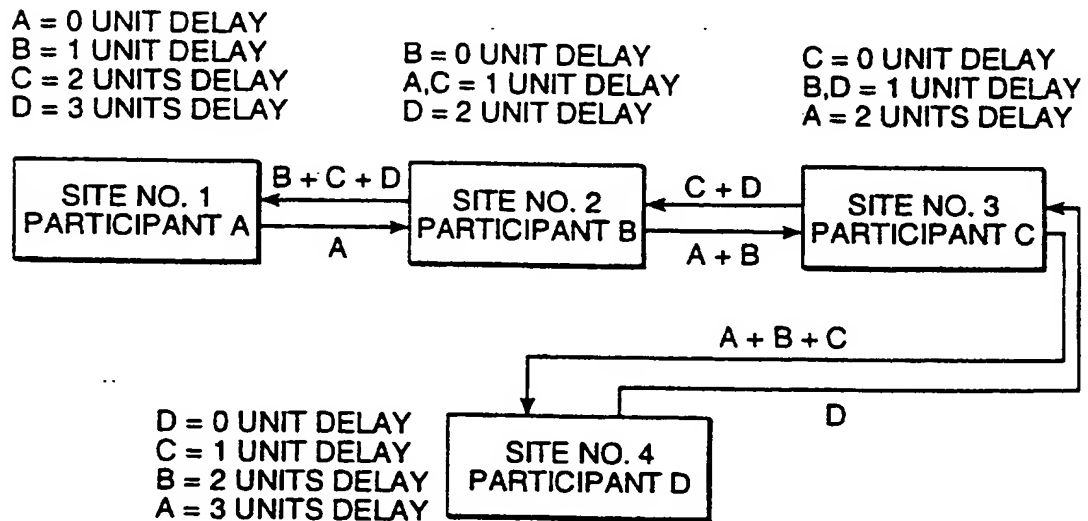 A = 0 UNIT DELAY
B = 1 UNIT DELAY
C = 2 UNITS DELAY
D = 3 UNITS DELAY
B = 0 UNIT DELAY
A,C = 1 UNIT DELAY
D = 2 UNIT DELAY
C = 0 UNIT DELAY
B,D = 1 UNIT DELAY
A = 2 UNITS DELAY
SITE NO. 1
PARTICIPANT A
B + C + D
A
SITE NO. 2
PARTICIPANT B
C + D
A + B
SITE NO. 3
PARTICIPANT C
A + B + C
D
D = 0 UNIT DELAY
C = 1 UNIT DELAY
B = 2 UNITS DELAY
A = 3 UNITS DELAY
SITE NO. 4
PARTICIPANT D